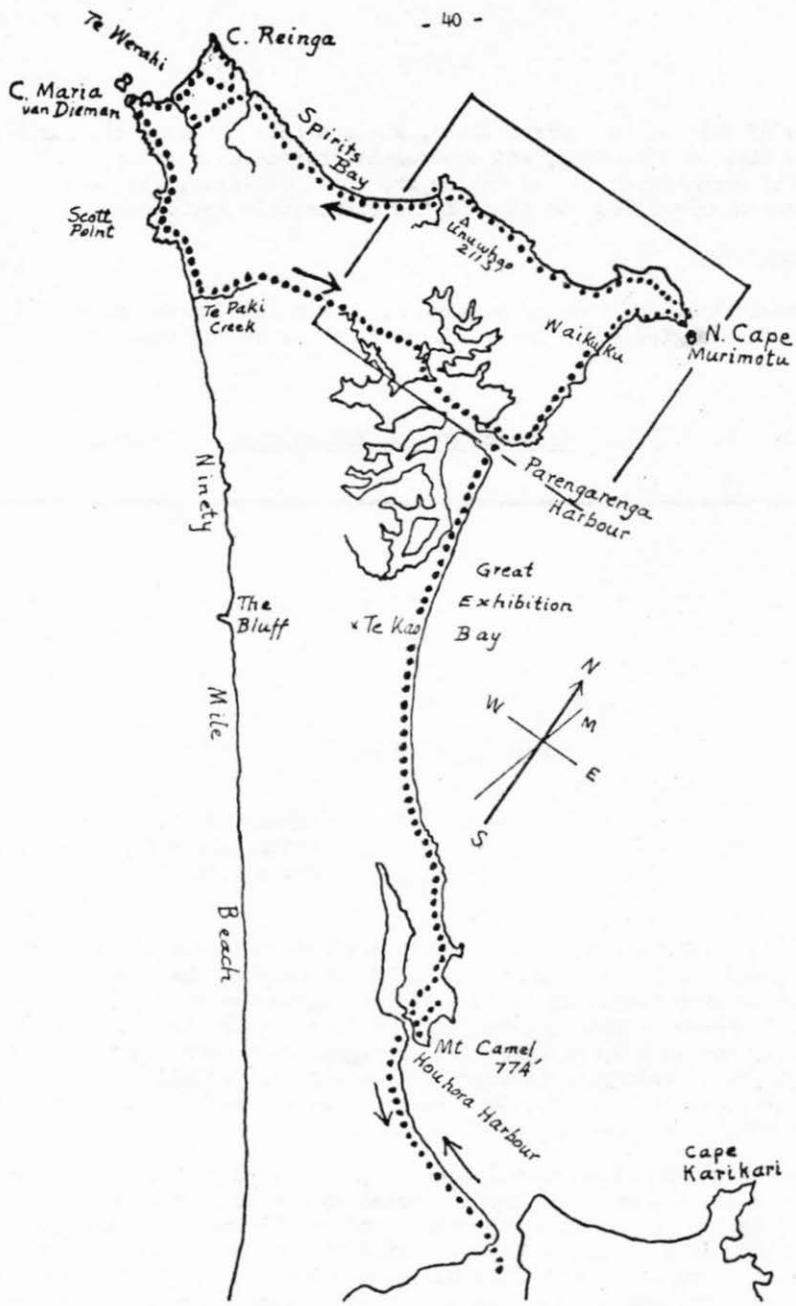 - 40 -
Te Werahi
C. Reinga
C. Maria
van Dieman
Spirits
Bay
Scott
Point
Unuwhao
2115'
Te Paki
Creek
Waikuku
N. Cape
Murimotu
Ninety
Mile
Beach
Parengarenga
Harbour
The
Bluff
x Te Kao
Great
Exhibition
Bay
N
W
M
E
S
Mt Camel
774'
Houhora Harbour
Cape
Karikari